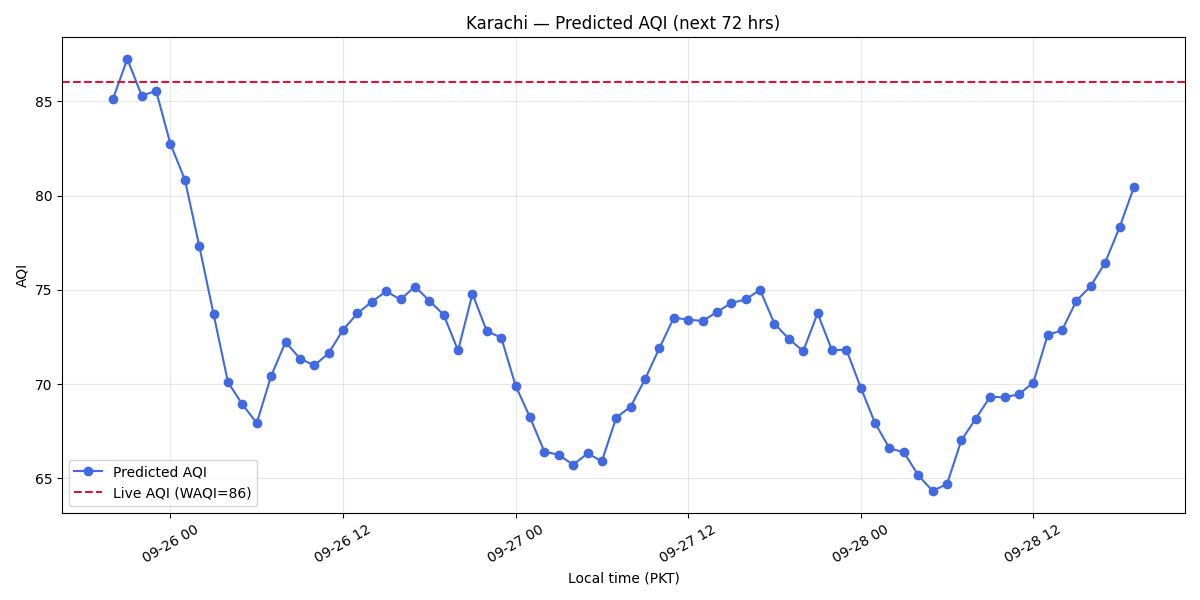 Karachi — Predicted AQI (next 72 hrs)
AQI
85
80
75
70
65
Predicted AQI
Live AQI (WAQI=86)
09-26 00
09-26 12
09-27 00
09-27 12
09-28 00
09-28 12
Local time (PKT)